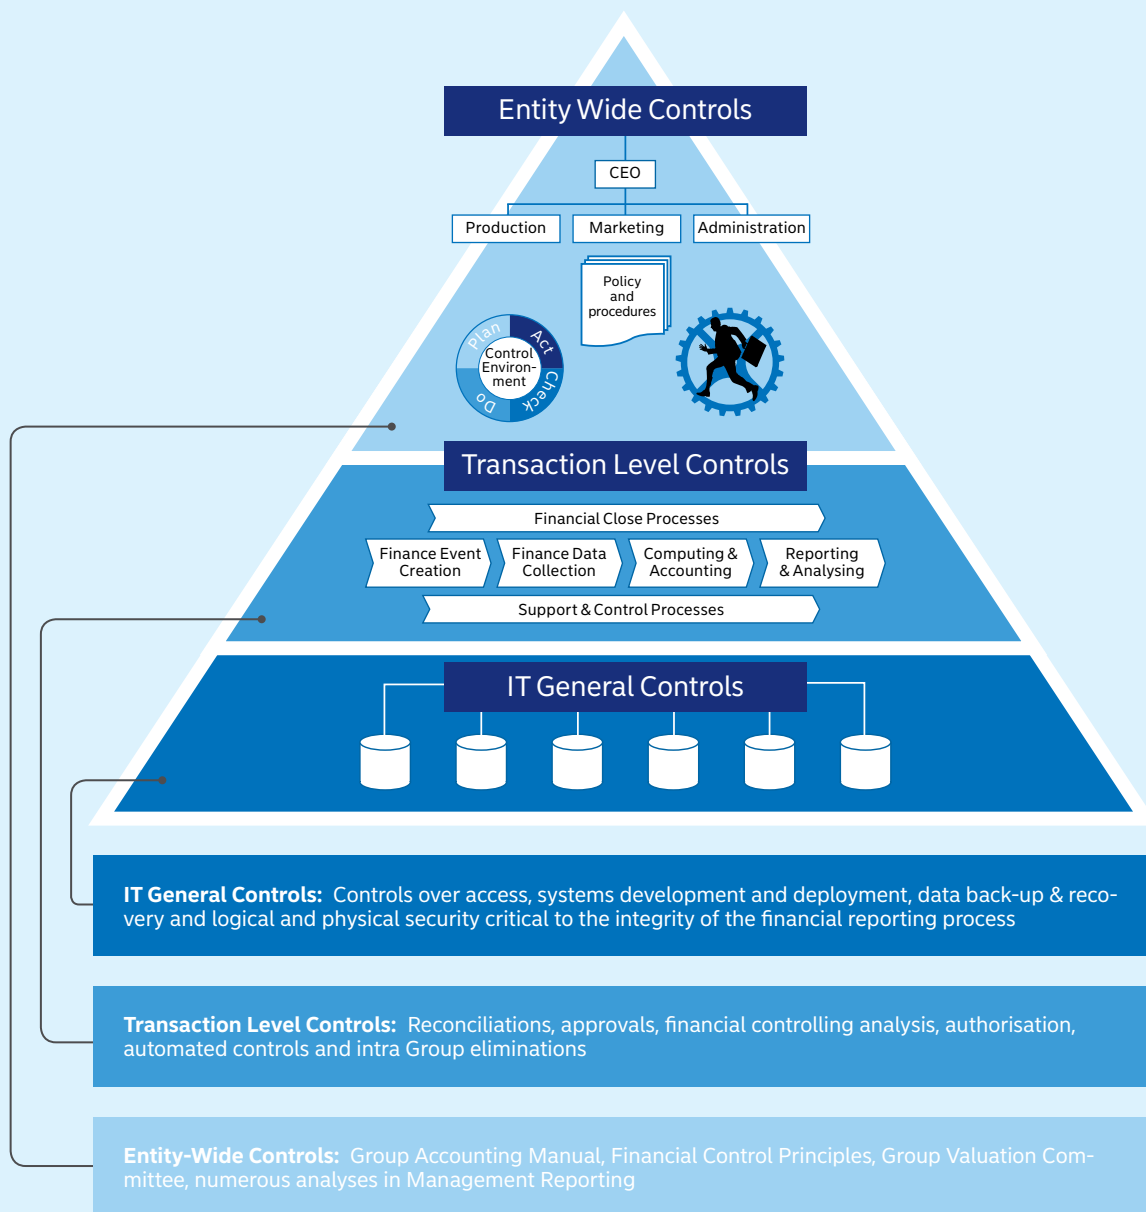 Entity Wide Controls
CEO
Production
Marketing
Administration
Policy
and
procedures
Plan
Act
Control
Environ-
ment
Do
Check
Transaction Level Controls
Financial Close Processes
Finance Event
Creation
Finance Data
Collection
Computing &
Accounting
Reporting
& Analysing
Support & Control Processes
IT General Controls
IT General Controls: Controls over access, systems development and deployment, data back-up & reco-
very and logical and physical security critical to the integrity of the financial reporting process
Transaction Level Controls: Reconciliations, approvals, financial controlling analysis, authorisation,
automated controls and intra Group eliminations
Entity-Wide Controls: Group Accounting Manual, Financial Control Principles, Group Valuation Com-
mittee, numerous analyses in Management Reporting